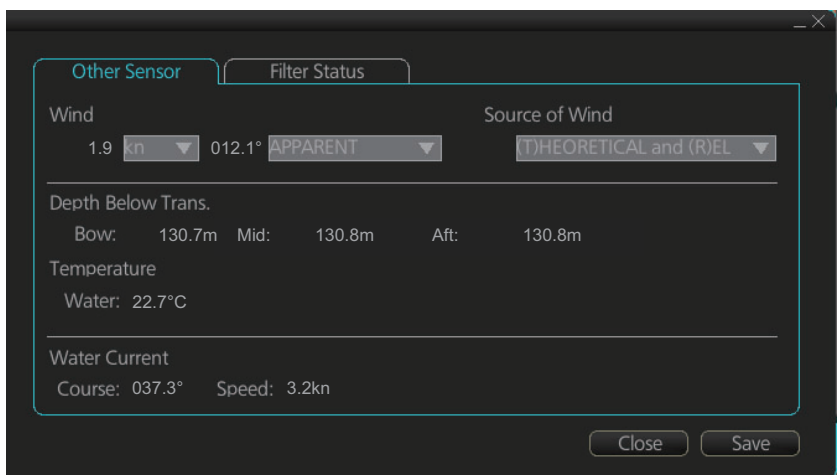 Other Sensor Filter Status
Wind Source of Wind
1.9 kn 012.1° APPARENT (T)HEORETICAL and (R)EL
Depth Below Trans.
Bow: 130.7m Mid: 130.8m Aft: 130.8m
Temperature
Water: 22.7°C
Water Current
Course: 037.3° Speed: 3.2kn
Close Save